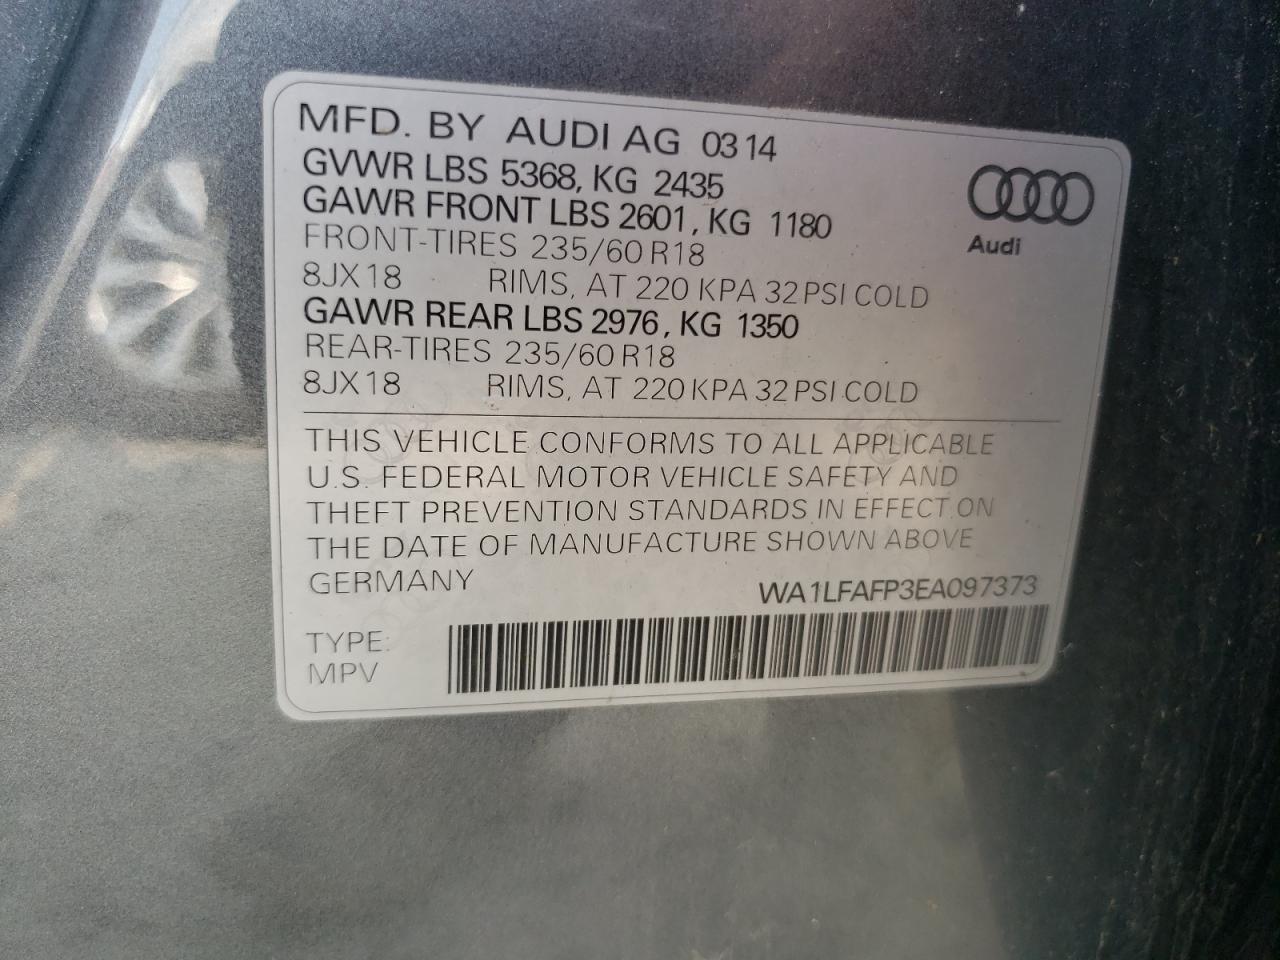 MFD. BY AUDI AG 03 14
GVWR LBS 5368, KG 2435
GAWR FRONT LBS 2601, KG 1180
FRONT-TIRES 235/60 R18
8JX18 RIMS, AT 220 KPA 32 PSI COLD
GAWR REAR LBS 2976, KG 1350
REAR-TIRES 235/60 R18
8JX18 RIMS, AT 220 KPA 32 PSI COLD
Audi
THIS VEHICLE CONFORMS TO ALL APPLICABLE
U.S. FEDERAL MOTOR VEHICLE SAFETY AND
THEFT PREVENTION STANDARDS IN EFFECT ON
THE DATE OF MANUFACTURE SHOWN ABOVE
GERMANY WA1LFAFP3EA097373
TYPE:
MPV